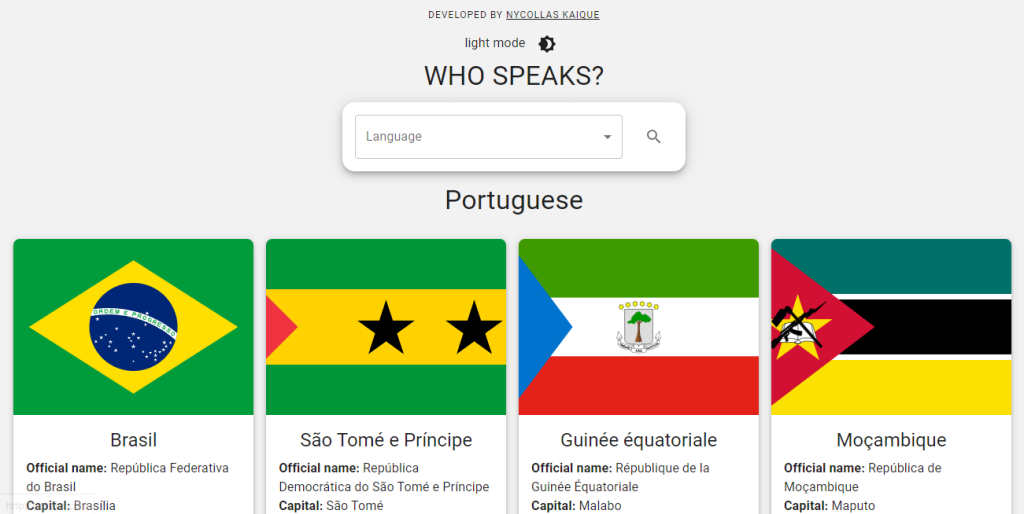 DEVELOPED BY NYCOLLAS KAIQUE
light mode
WHO SPEAKS?
Language
Portuguese
ORDEM E PROGRESSO
Brasil
Official name: República Federativa
do Brasil
Capital: Brasília
São Tomé e Príncipe
Official name: República
Democrática do São Tomé e Príncipe
Capital: São Tomé
Guinée équatoriale
Official name: République de la
Guinée Équatoriale
Capital: Malabo
Moçambique
Official name: República de
Moçambique
Capital: Maputo